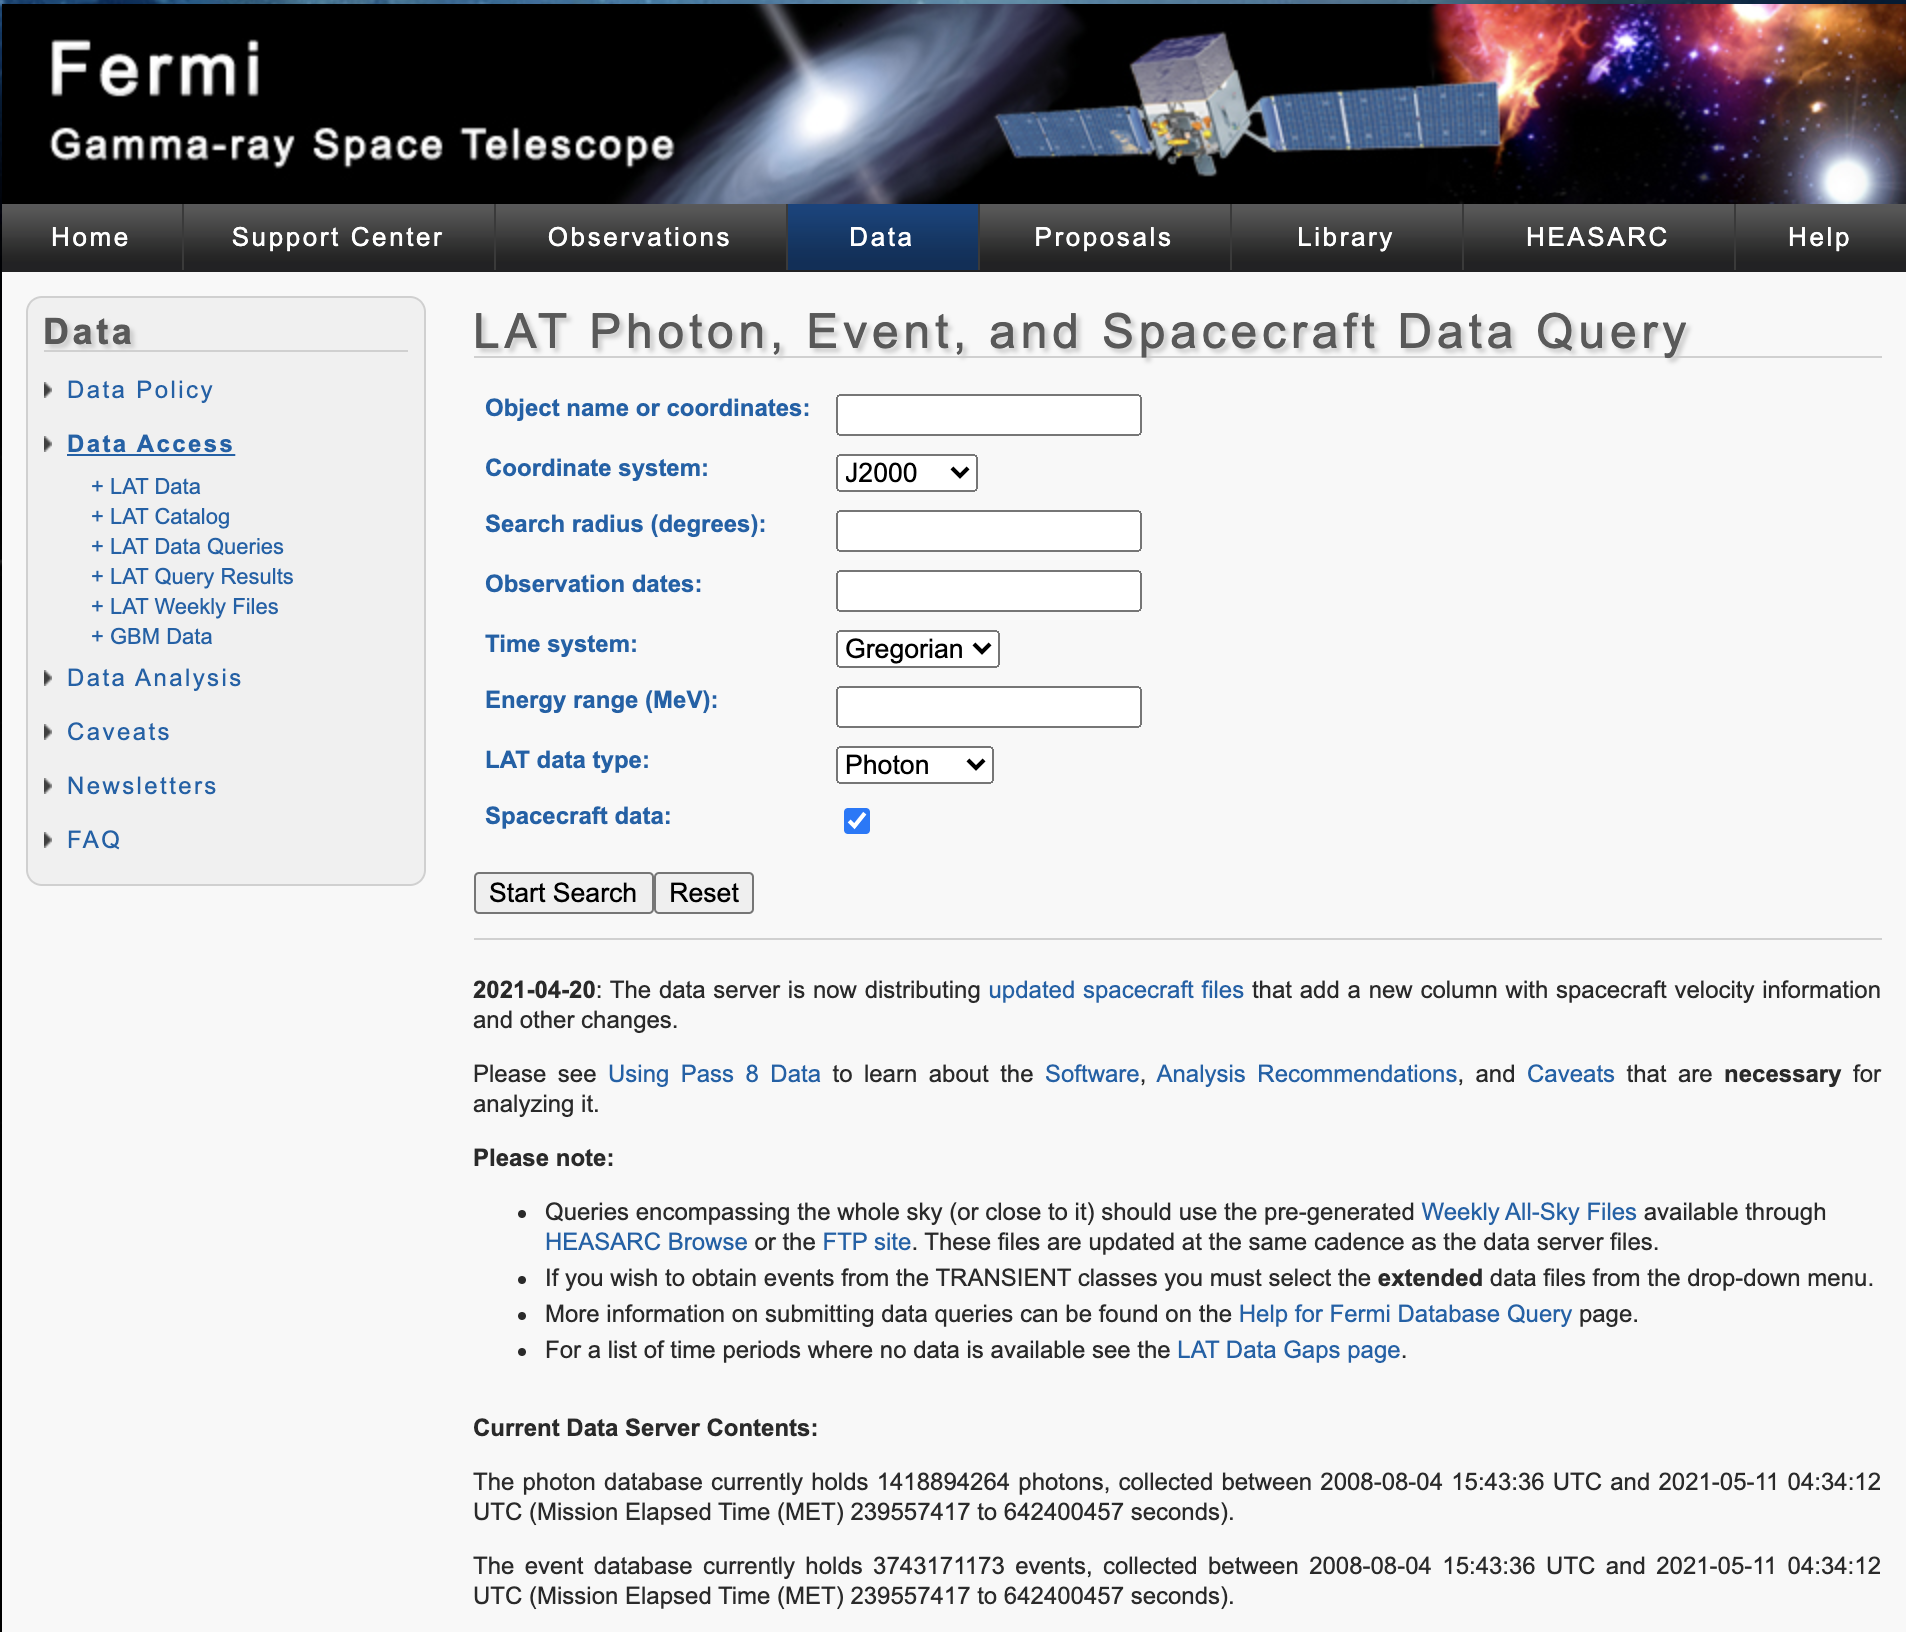 Fermi
Gamma-ray Space Telescope
Home Support Center Observations Data Proposals Library HEASARC Help
Data
Data Policy
Data Access
+ LAT Data
+ LAT Catalog
+ LAT Data Queries
+ LAT Query Results
+ LAT Weekly Files
+ GBM Data
Data Analysis
Caveats
Newsletters
FAQ
LAT Photon, Event, and Spacecraft Data Query
Object name or coordinates:
Coordinate system: J2000
Search radius (degrees):
Observation dates:
Time system: Gregorian
Energy range (MeV):
LAT data type: Photon
Spacecraft data:
Start Search Reset
2021-04-20: The data server is now distributing updated spacecraft files that add a new column with spacecraft velocity information
and other changes.
Please see Using Pass 8 Data to learn about the Software, Analysis Recommendations, and Caveats that are necessary for
analyzing it.
Please note:
• Queries encompassing the whole sky (or close to it) should use the pre-generated Weekly All-Sky Files available through
HEASARC Browse or the FTP site. These files are updated at the same cadence as the data server files.
• If you wish to obtain events from the TRANSIENT classes you must select the extended data files from the drop-down menu.
• More information on submitting data queries can be found on the Help for Fermi Database Query page.
• For a list of time periods where no data is available see the LAT Data Gaps page.
Current Data Server Contents:
The photon database currently holds 1418894264 photons, collected between 2008-08-04 15:43:36 UTC and 2021-05-11 04:34:12
UTC (Mission Elapsed Time (MET) 239557417 to 642400457 seconds).
The event database currently holds 3743171173 events, collected between 2008-08-04 15:43:36 UTC and 2021-05-11 04:34:12
UTC (Mission Elapsed Time (MET) 239557417 to 642400457 seconds).